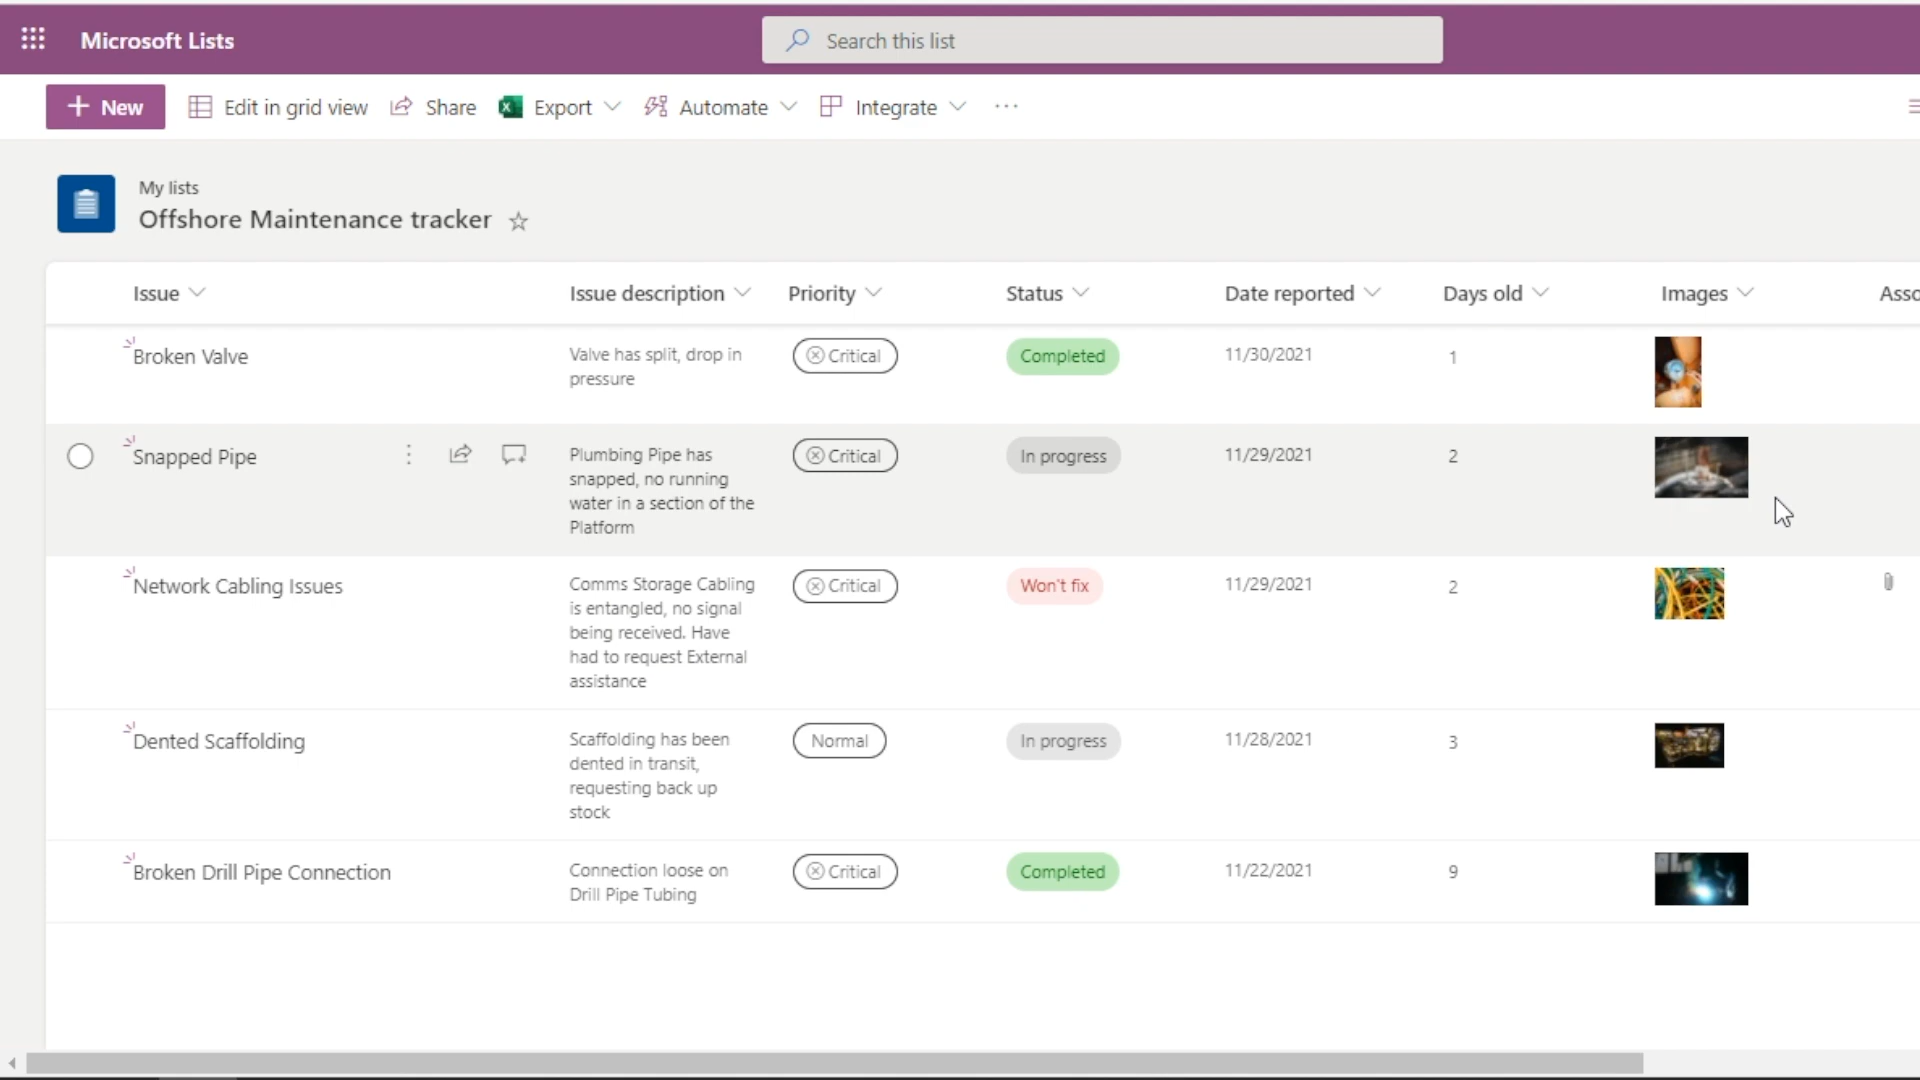 Microsoft Lists
Search this list
New
Edit in grid view
Share
Export
Automate
Integrate
My lists
Offshore Maintenance tracker
Issue
Issue description
Priority
Status
Date reported
Days old
Images
Asso
Broken Valve
Valve has split, drop in
pressure
Critical
Completed
11/30/2021
1
Snapped Pipe
Plumbing Pipe has
snapped, no running
water in a section of the
Platform
Critical
In progress
11/29/2021
2
Network Cabling Issues
Comms Storage Cabling
is entangled, no signal
being received. Have
had to request External
assistance
Critical
Won't fix
11/29/2021
2
Dented Scaffolding
Scaffolding has been
dented in transit,
requesting back up
stock
Normal
In progress
11/28/2021
3
Broken Drill Pipe Connection
Connection loose on
Drill Pipe Tubing
Critical
Completed
11/22/2021
9